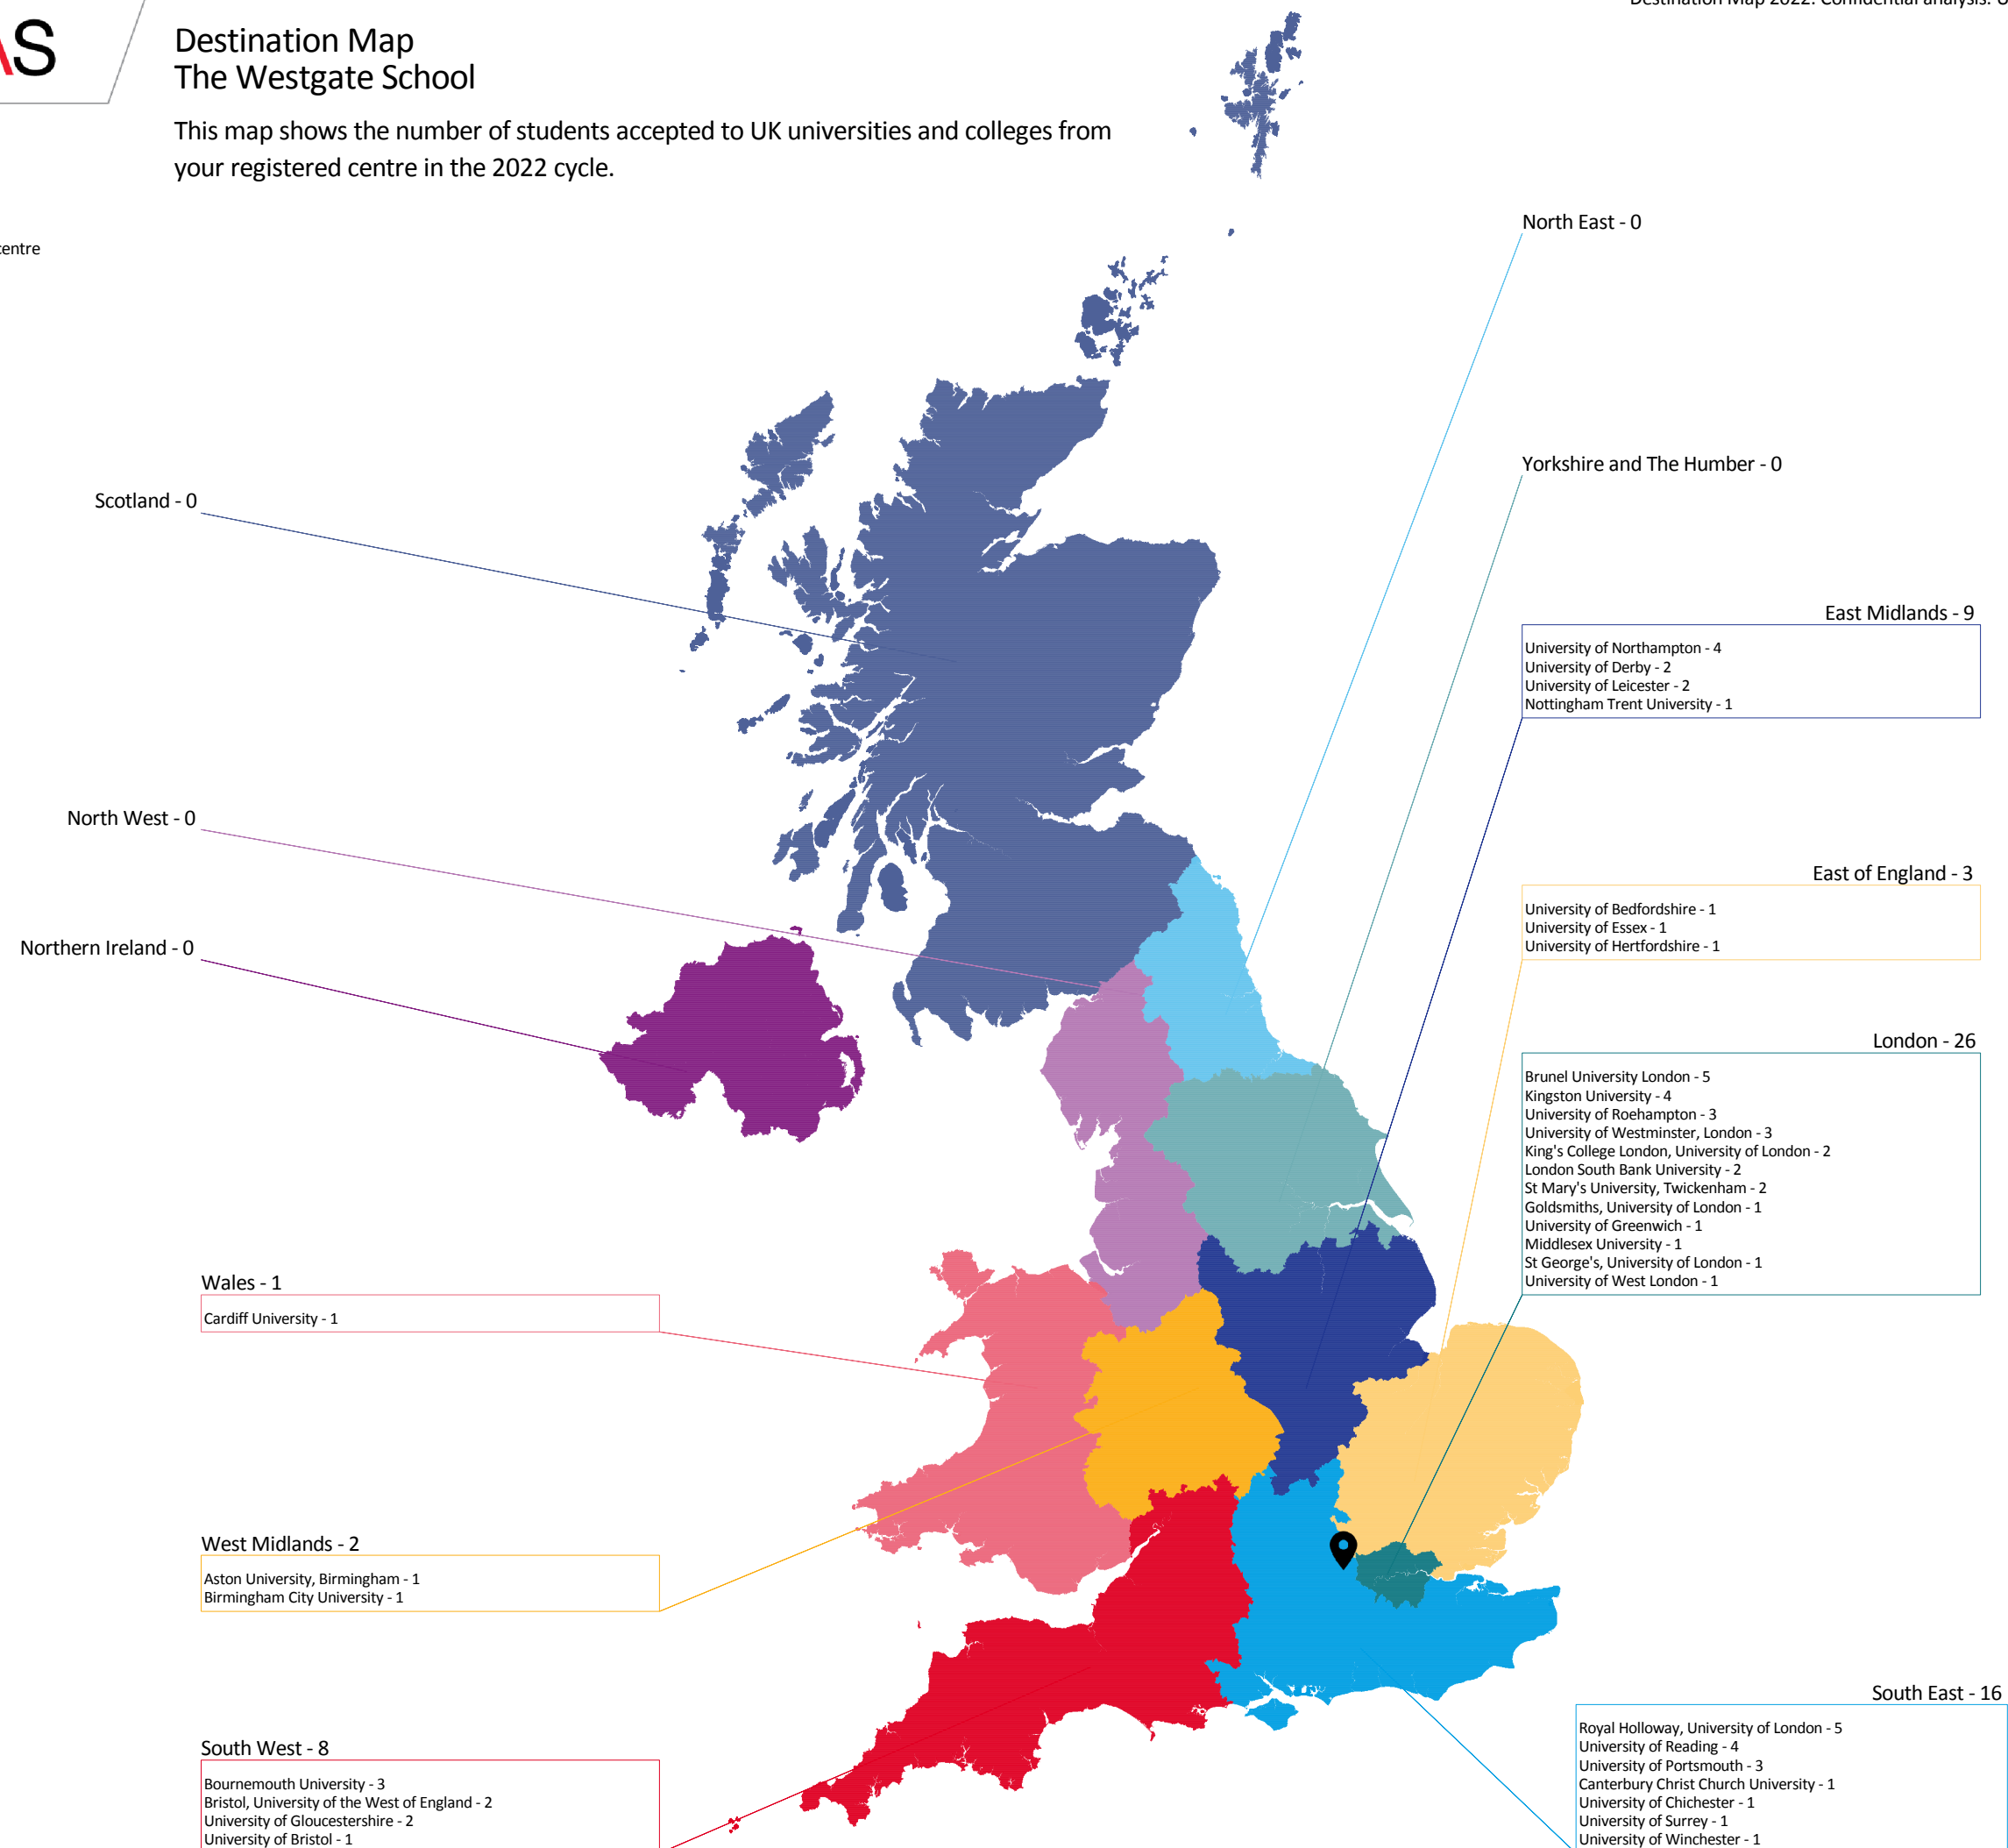 AS
Destination Map
The Westgate School
This map shows the number of students accepted to UK universities and colleges from
your registered centre in the 2022 cycle.
Destination Map 2022. Confidential analysis.
centre
North East - 0
Yorkshire and The Humber - 0
Scotland - 0
East Midlands - 9
University of Northampton - 4
University of Derby - 2
University of Leicester - 2
Nottingham Trent University - 1
North West - 0
East of England - 3
University of Bedfordshire - 1
University of Essex - 1
University of Hertfordshire - 1
Northern Ireland - 0
London - 26
Brunel University London - 5
Kingston University - 4
University of Roehampton - 3
University of Westminster, London - 3
King's College London, University of London - 2
London South Bank University - 2
St Mary's University, Twickenham - 2
Goldsmiths, University of London - 1
University of Greenwich - 1
Middlesex University - 1
St George's, University of London - 1
University of West London - 1
Wales - 1
Cardiff University - 1
West Midlands - 2
Aston University, Birmingham - 1
Birmingham City University - 1
South East - 16
Royal Holloway, University of London - 5
University of Reading - 4
University of Portsmouth - 3
Canterbury Christ Church University - 1
University of Chichester - 1
University of Surrey - 1
University of Winchester - 1
South West - 8
Bournemouth University - 3
Bristol, University of the West of England - 2
University of Gloucestershire - 2
University of Bristol - 1